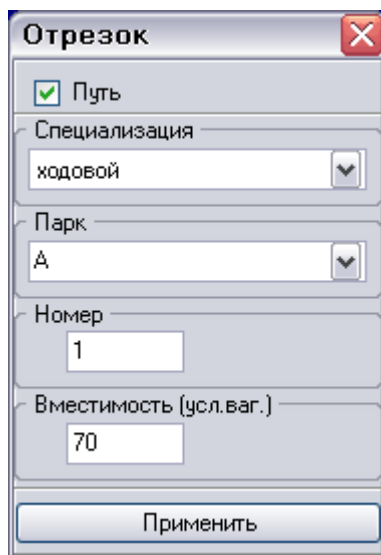 Отрезок
Путь
Специализация
ходовой
Парк
А
Номер
1
Вместимость (усл.ваг.)
70
Применить